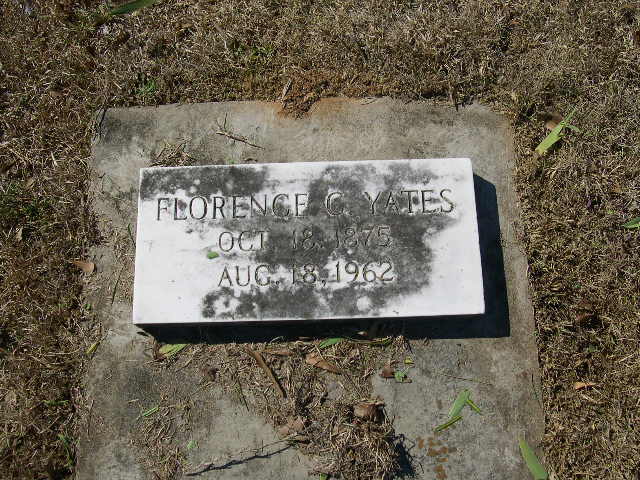 FLORENCE G. YATES
OCT. 18, 1875
AUG. 18, 1962